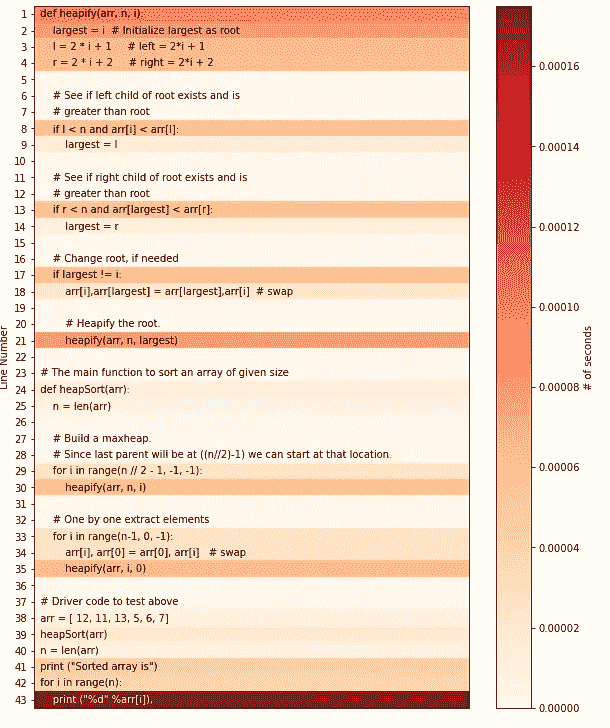 1 def heapify(arr, n, i):
2 largest = i # Initialize largest as root
3 l = 2 * i + 1 # left = 2*i + 1
4 r = 2 * i + 2 # right = 2*i + 2
5
6 # See if left child of root exists and is
7 # greater than root
8 if l < n and arr[i] < arr[l]:
9 largest = l
10
11 # See if right child of root exists and is
12 # greater than root
13 if r < n and arr[largest] < arr[r]:
14 largest = r
15
16 # Change root, if needed
17 if largest != i:
18 arr[i],arr[largest] = arr[largest],arr[i] # swap
19
20 # Heapify the root.
21 heapify(arr, n, largest)
22
23 # The main function to sort an array of given size
24 def heapSort(arr):
25 n = len(arr)
26
27 # Build a maxheap.
28 # Since last parent will be at ((n//2)-1) we can start at that location.
29 for i in range(n // 2 - 1, -1, -1):
30 heapify(arr, n, i)
31
32 # One by one extract elements
33 for i in range(n-1, 0, -1):
34 arr[i], arr[0] = arr[0], arr[i] # swap
35 heapify(arr, i, 0)
36
37 # Driver code to test above
38 arr = [ 12, 11, 13, 5, 6, 7]
39 heapSort(arr)
40 n = len(arr)
41 print ("Sorted array is")
42 for i in range(n):
43 print ("%d" %arr[i]),
Line Number
0.00016
0.00014
0.00012
0.00010
0.00008
0.00006
0.00004
0.00002
0.00000
# of seconds